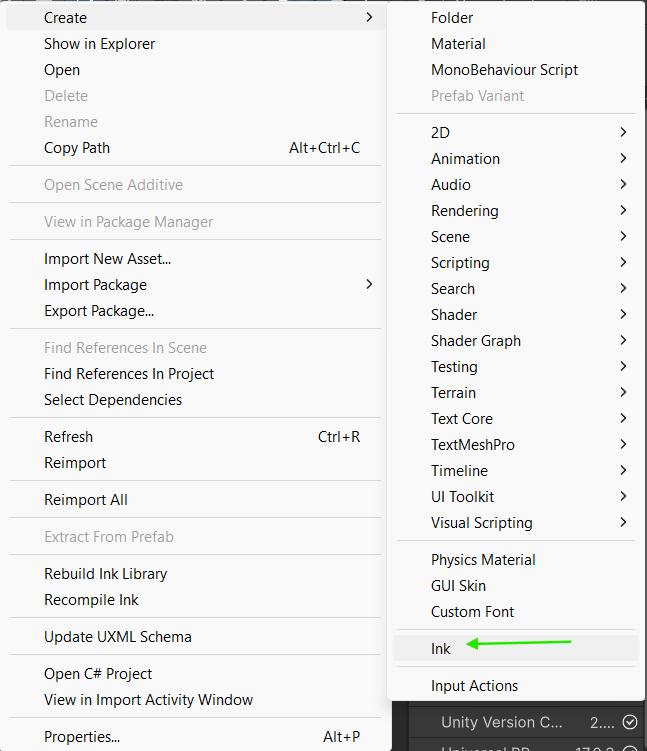 Create
Show in Explorer
Open
Delete
Rename
Copy Path Alt+Ctrl+C
Open Scene Additive
View in Package Manager
Import New Asset...
Import Package
Export Package...
Find References In Scene
Find References In Project
Select Dependencies
Refresh Ctrl+R
Reimport
Reimport All
Extract From Prefab
Rebuild Ink Library
Recompile Ink
Update UXML Schema
Open C# Project
View in Import Activity Window
Properties... Alt+P
Folder
Material
MonoBehaviour Script
Prefab Variant
2D
Animation
Audio
Rendering
Scene
Scripting
Search
Shader
Shader Graph
Testing
Terrain
Text Core
TextMeshPro
Timeline
UI Toolkit
Visual Scripting
Physics Material
GUI Skin
Custom Font
Ink
Input Actions
Unity Version C... 2....